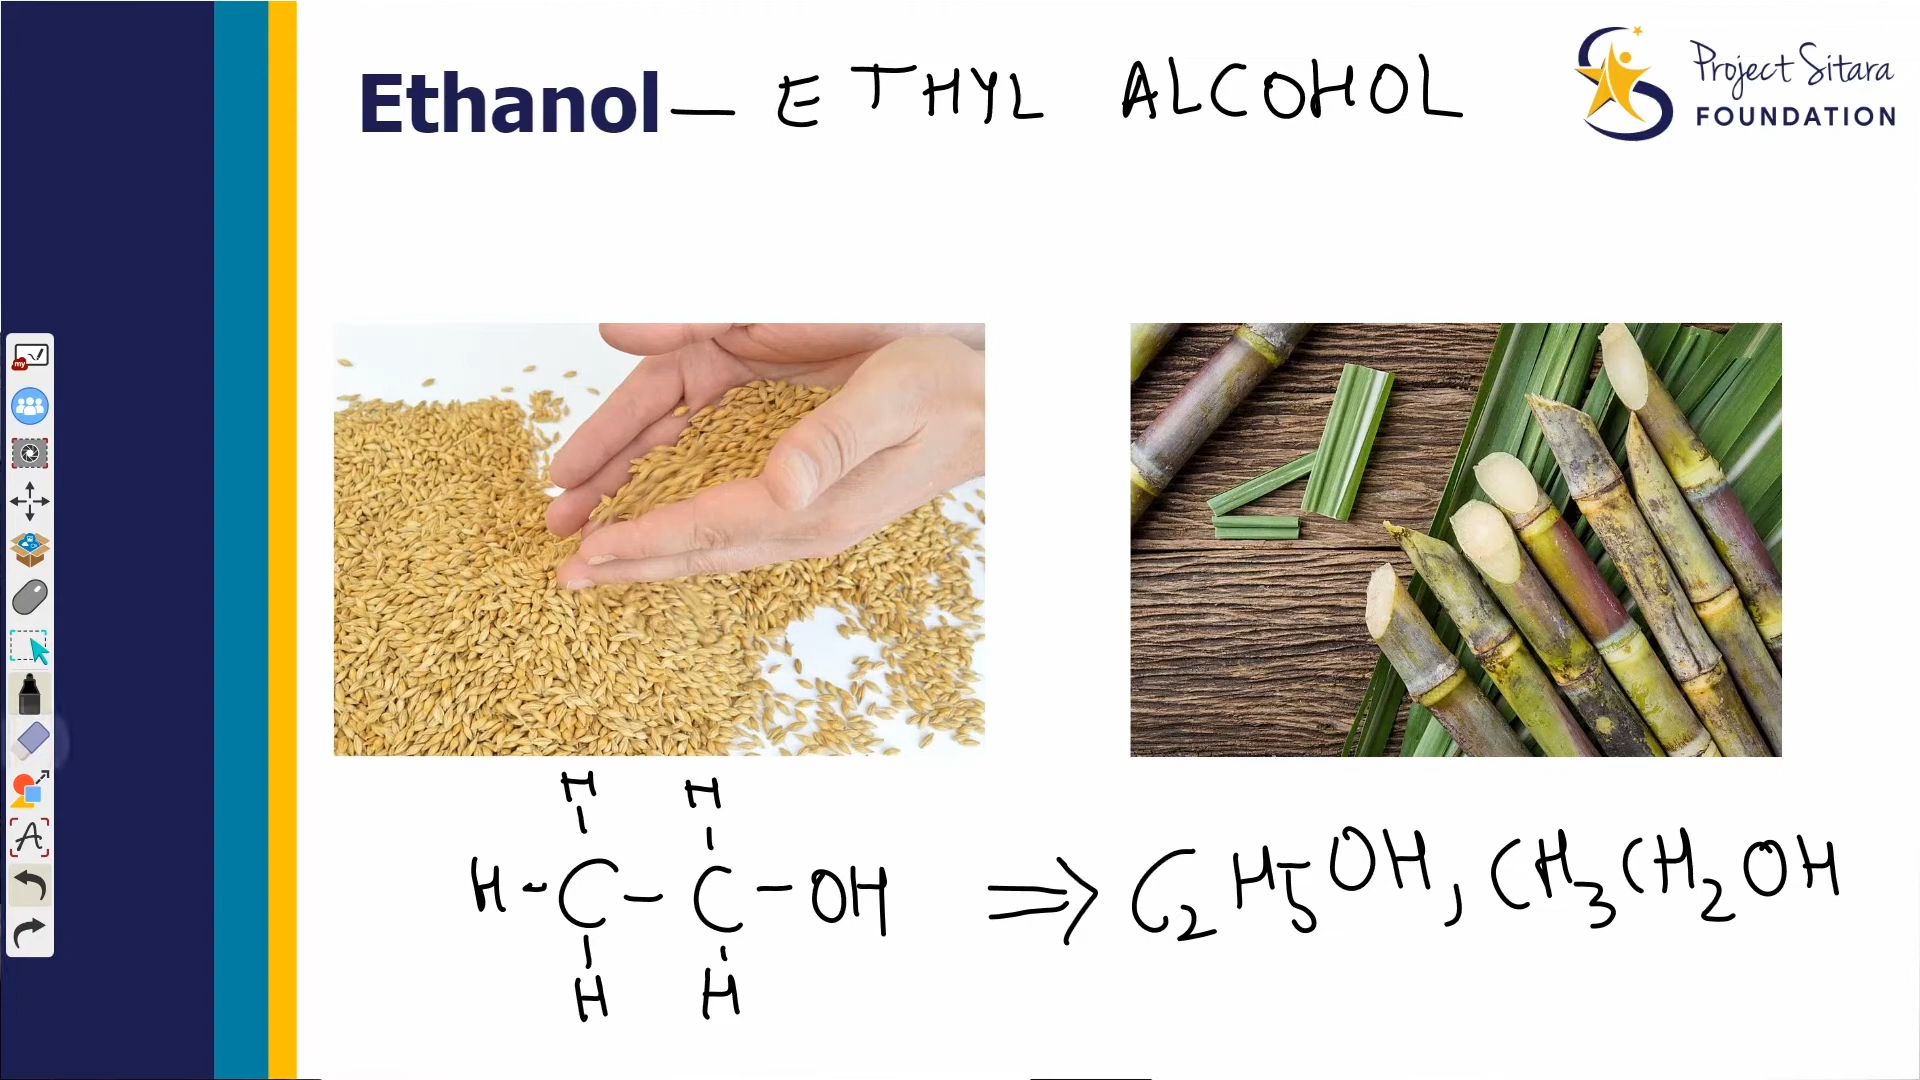 Ethanol — ETHYL ALCOHOL
Project Sitara
FOUNDATION
H H
H - C - C - OH ⇒ C2H5OH, CH3CH2OH
H H